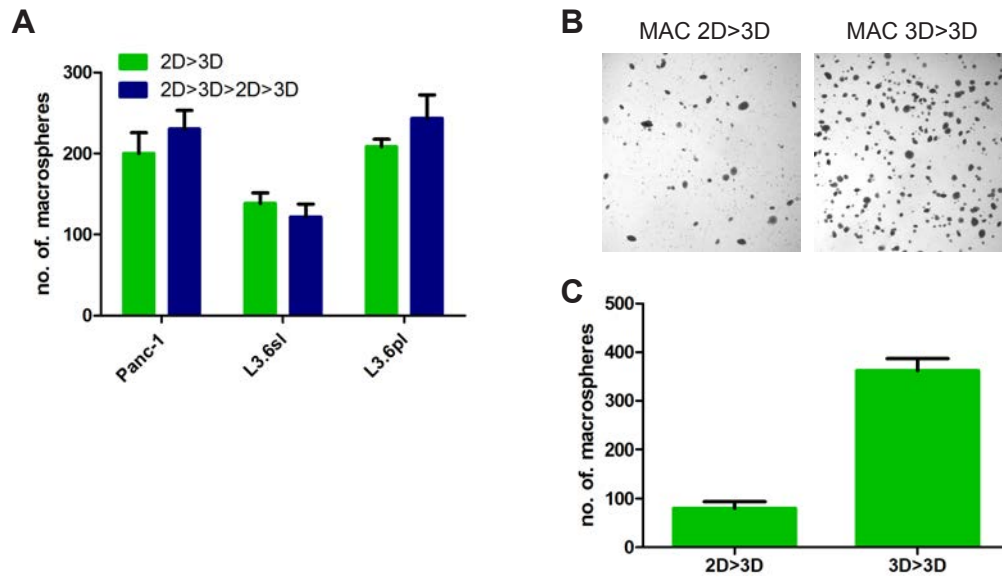 A
2D>3D
2D>3D>2D>3D
no. of. macrospheres
300
200
100
0
Panc-1
L3.6sl
L3.6pl
B
MAC 2D>3D
MAC 3D>3D
C
no. of. macrospheres
500
400
300
200
100
0
2D>3D
3D>3D